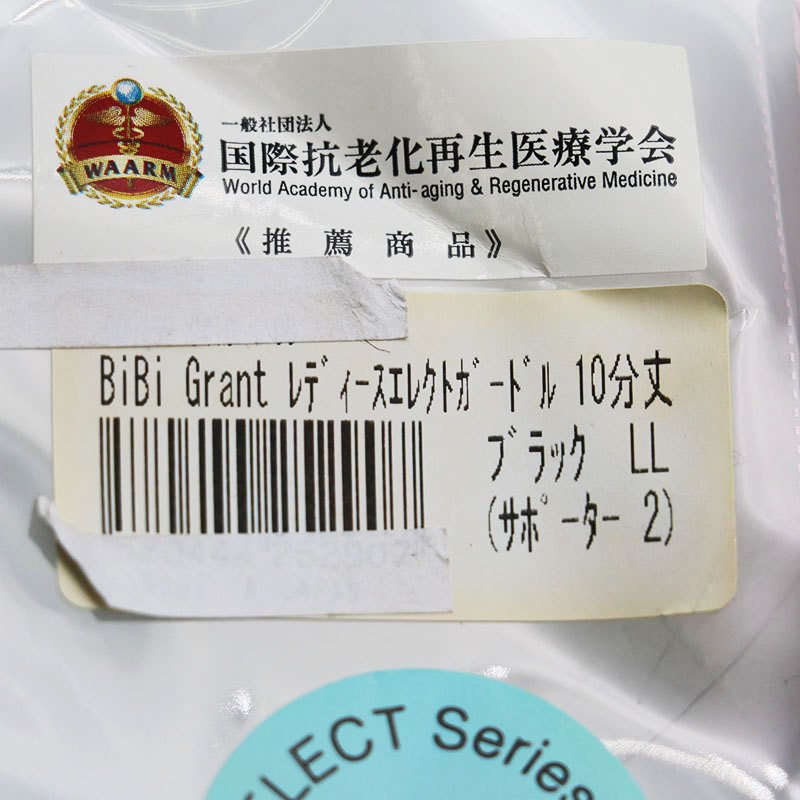 WAARM
一般社団法人
国際抗老化再生医療学会
World Academy of Anti-aging & Regenerative Medicine
《推薦商品》
BiBi Grant ﾚﾃﾞｨｰｽｴﾚｸﾄｶﾞｰﾄﾞﾙ 10分丈
ﾌﾞﾗｯｸ LL
(ｻﾎﾟｰﾀｰ 2)
LECT Series